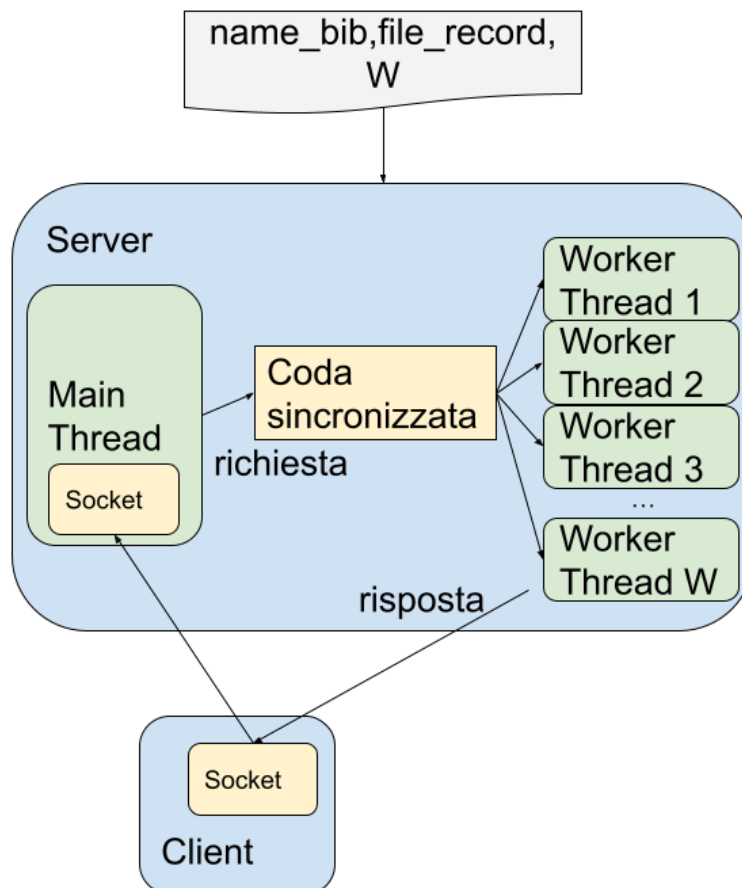 name_bib,file_record,
W
Server
Worker
Thread 1
Worker
Thread 2
Worker
Thread 3
...
Worker
Thread W
Main
Thread
Socket
Coda
sincronizzata
richiesta
risposta
Socket
Client